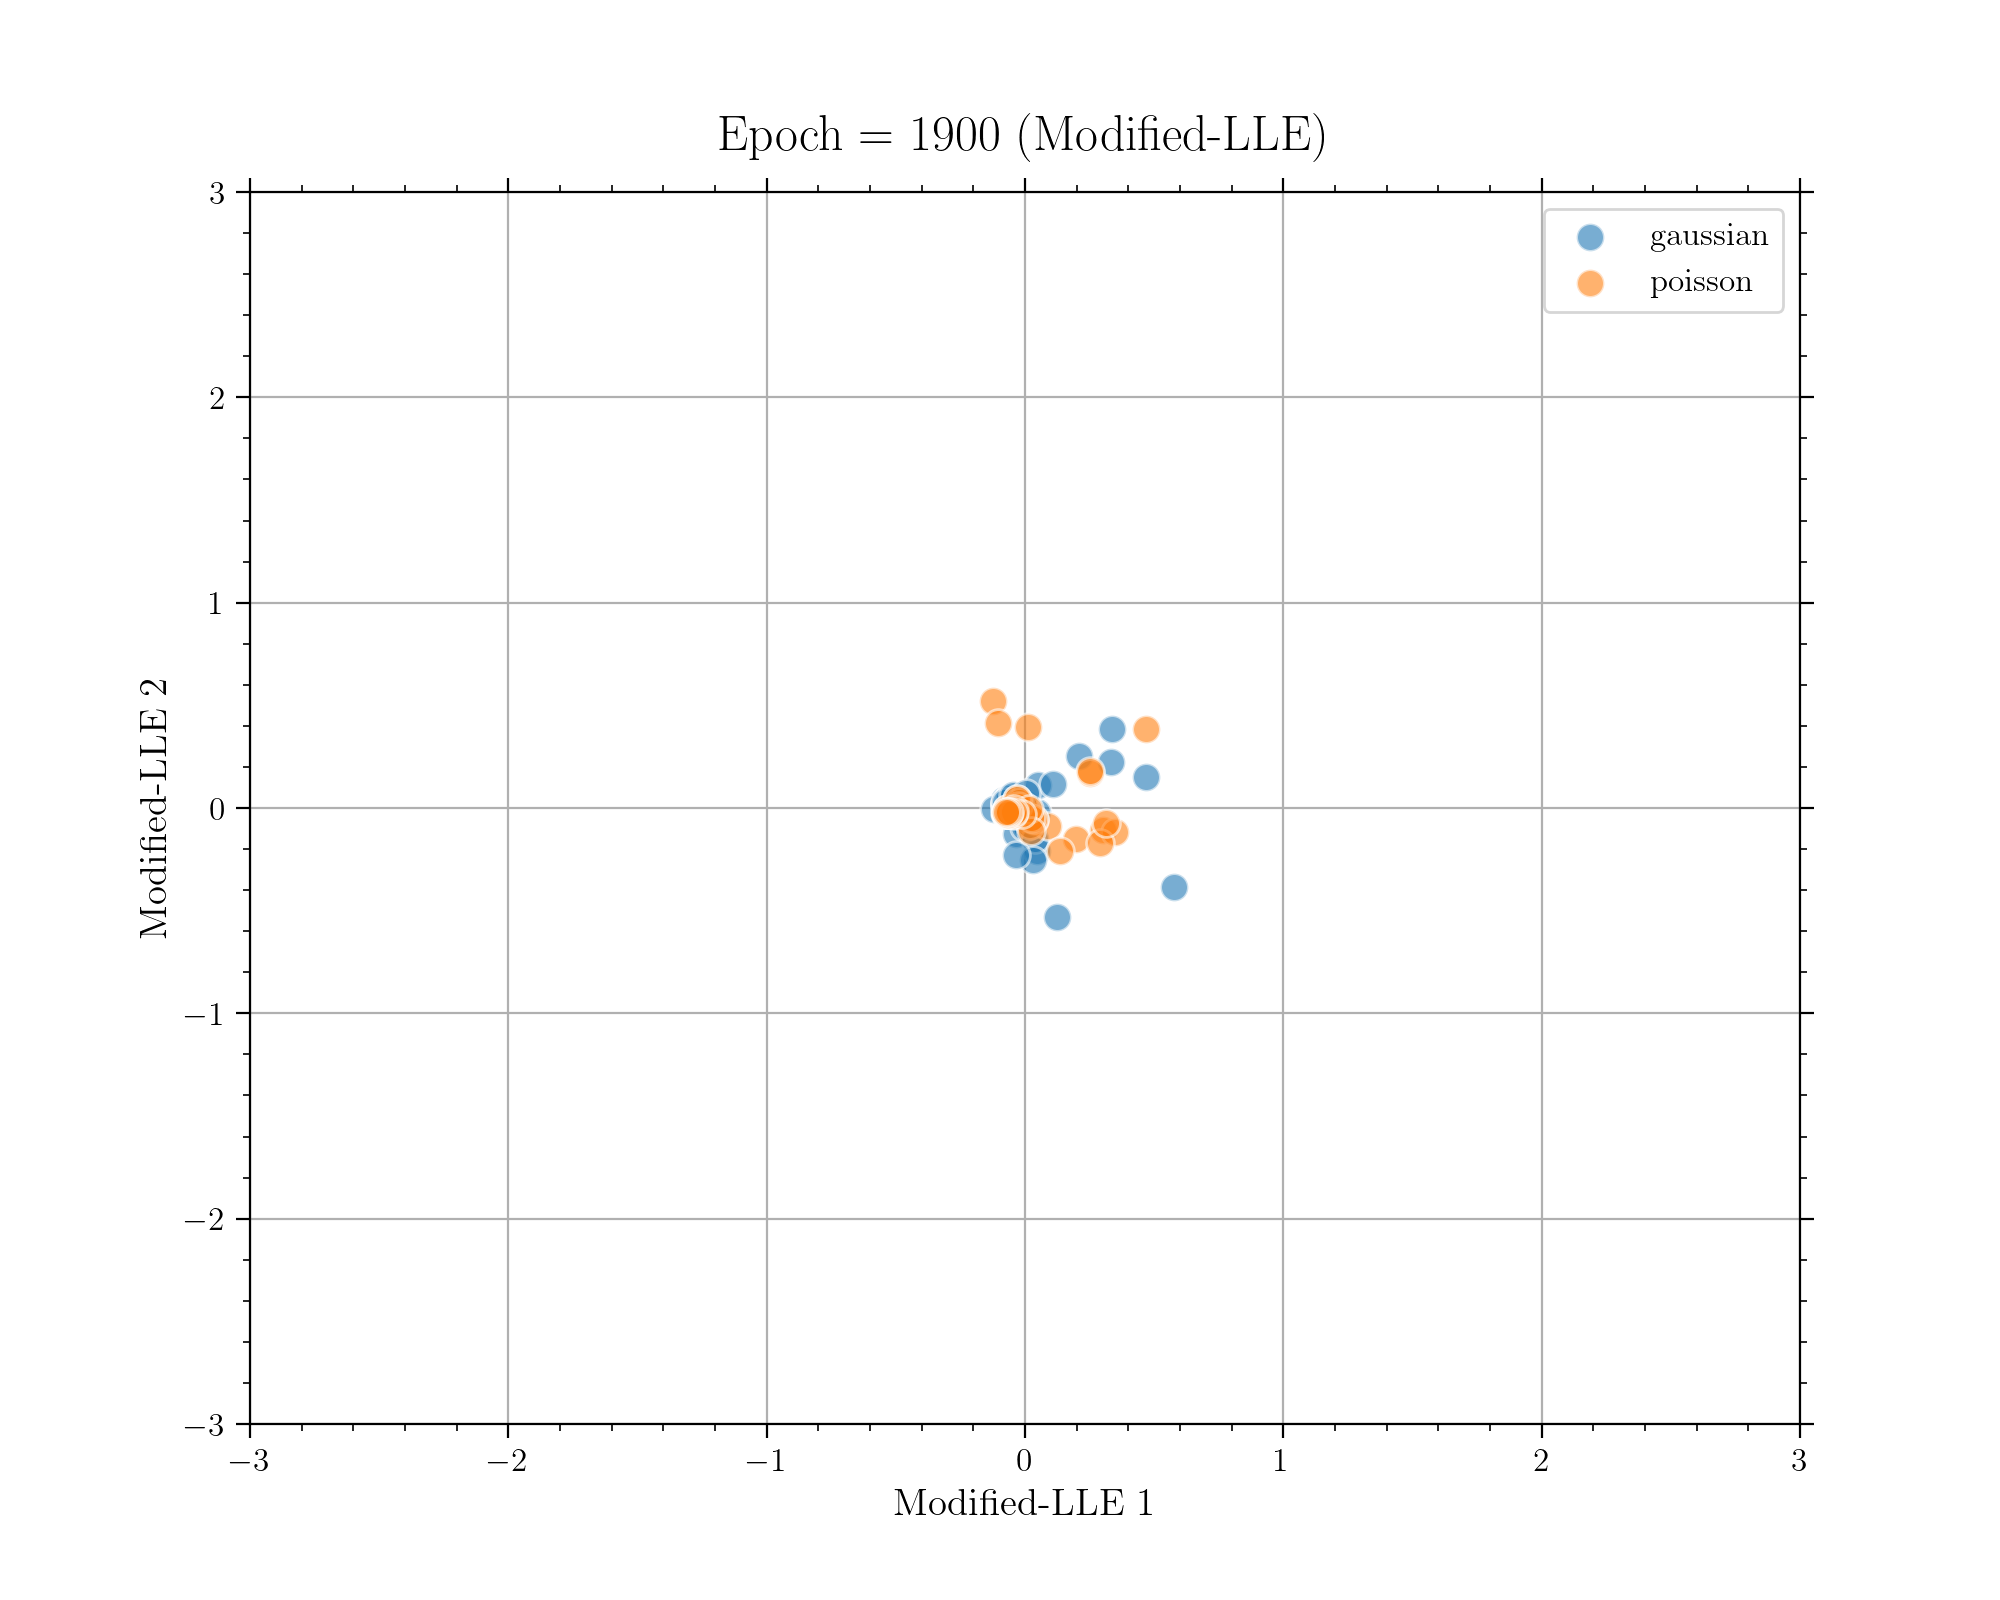 Epoch = 1900 (Modified-LLE)
gaussian
poisson
3
2
1
0
−1
−2
−3
Modified-LLE 2
−3
−2
−1
0
1
2
3
Modified-LLE 1